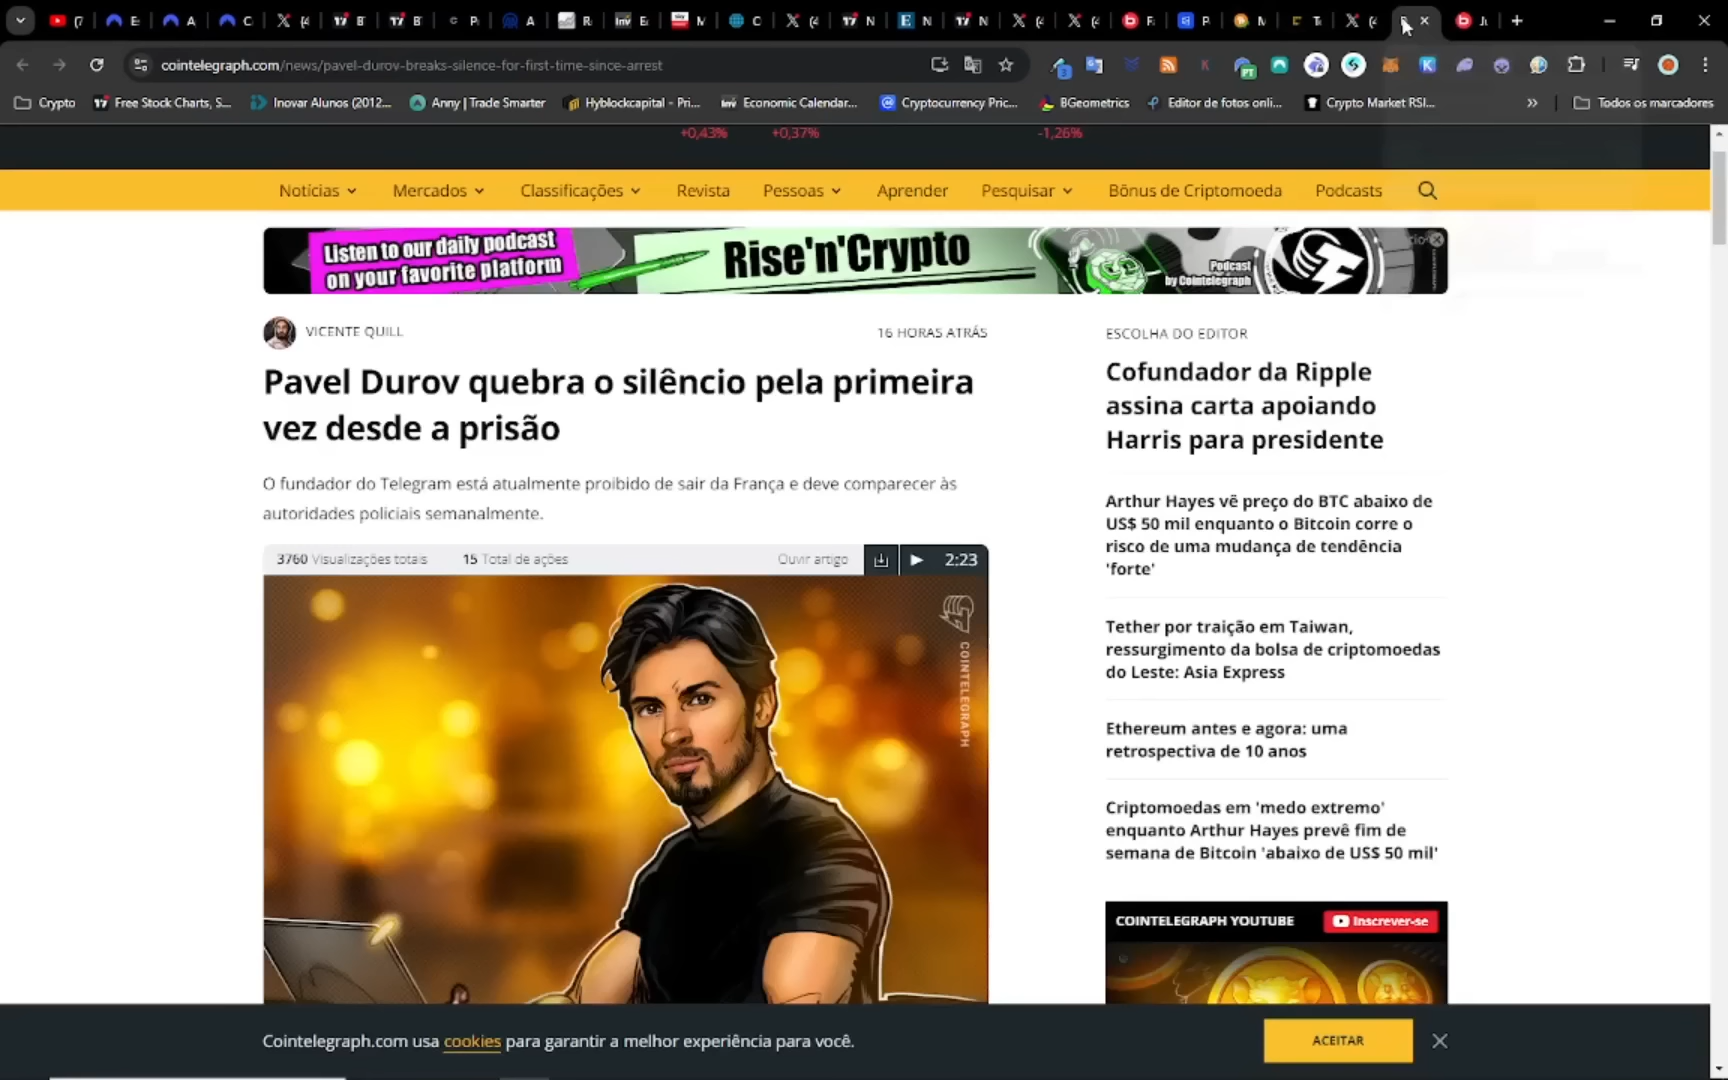 cointelegraph.com/news/pavel-durov-breaks-silence-for-first-time-since-arrest
Crypto
Free Stock Charts, S...
Inovar Alunos (2012...
Anny | Trade Smarter
Hyblockcapital - Pri...
Economic Calendar...
Cryptocurrency Pric...
BGeometrics
Editor de fotos onli...
Crypto Market RSI...
Todos os marcadores
+0,43%
+0,37%
-1,26%
Notícias
Mercados
Classificações
Revista
Pessoas
Aprender
Pesquisar
Bônus de Criptomoeda
Podcasts
Listen to our daily podcast
on your favorite platform
Rise'n'Crypto
Podcast
by Cointelegraph
VICENTE QUILL
16 HORAS ATRÁS
Pavel Durov quebra o silêncio pela primeira
vez desde a prisão
O fundador do Telegram está atualmente proibido de sair da França e deve comparecer às
autoridades policiais semanalmente.
3760 Visualizações totais
15 Total de ações
Ouvir artigo
2:23
COINTELEGRAPH
ESCOLHA DO EDITOR
Cofundador da Ripple
assina carta apoiando
Harris para presidente
Arthur Hayes vê preço do BTC abaixo de
US$ 50 mil enquanto o Bitcoin corre o
risco de uma mudança de tendência
'forte'
Tether por traição em Taiwan,
ressurgimento da bolsa de criptomoedas
do Leste: Asia Express
Ethereum antes e agora: uma
retrospectiva de 10 anos
Criptomoedas em 'medo extremo'
enquanto Arthur Hayes prevê fim de
semana de Bitcoin 'abaixo de US$ 50 mil'
COINTELEGRAPH YOUTUBE
Inscrever-se
Cointelegraph.com usa cookies para garantir a melhor experiência para você.
ACEITAR